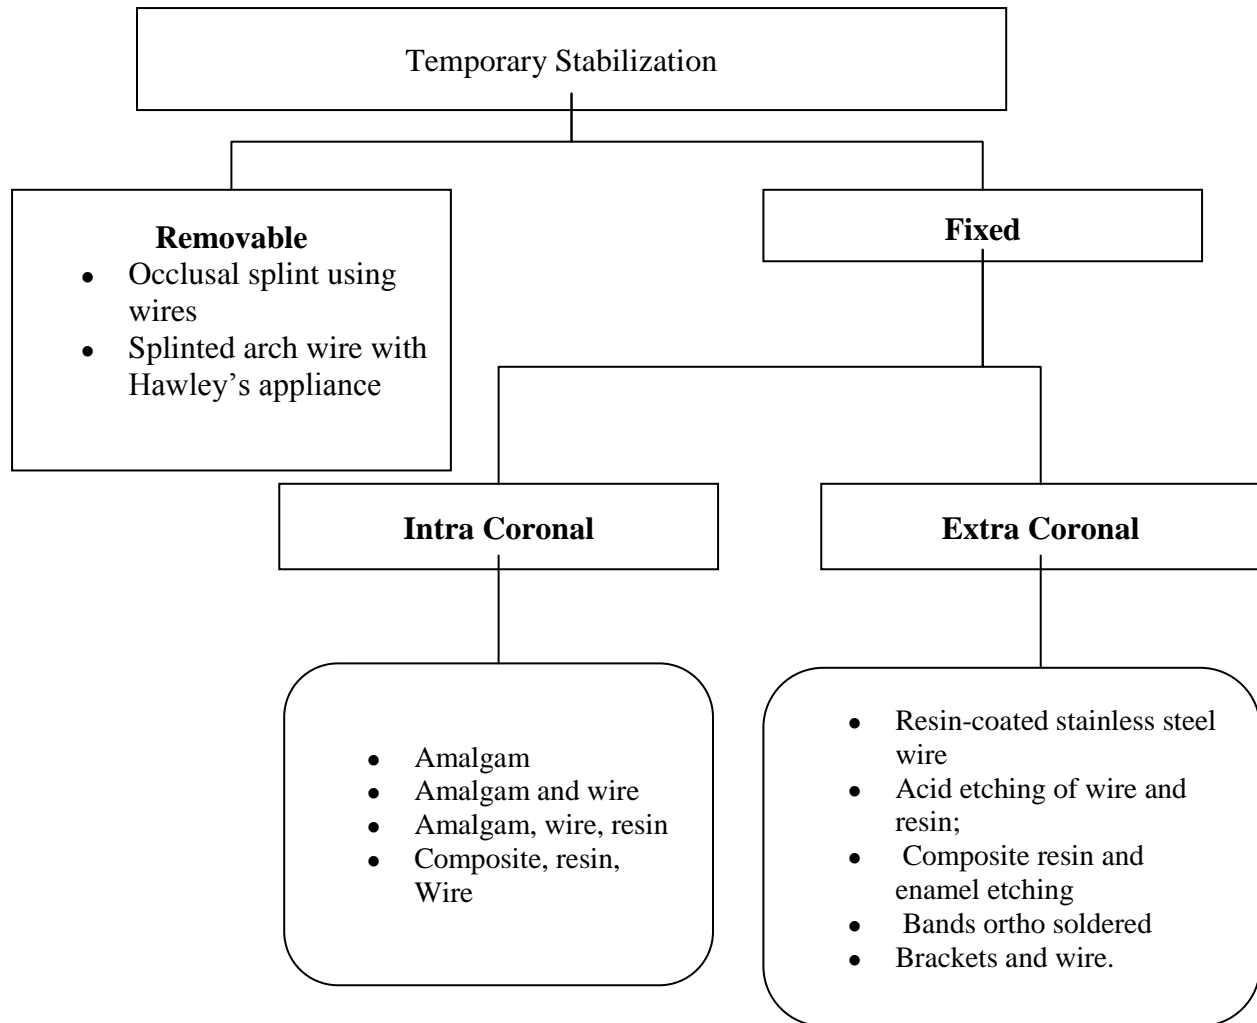 Temporary Stabilization
Removable
● Occlusal splint using
wires
● Splinted arch wire with
Hawley’s appliance
Fixed
Intra Coronal
Extra Coronal
● Amalgam
● Amalgam and wire
● Amalgam, wire, resin
● Composite, resin,
Wire
● Resin-coated stainless steel
wire
● Acid etching of wire and
resin;
● Composite resin and
enamel etching
● Bands ortho soldered
● Brackets and wire.